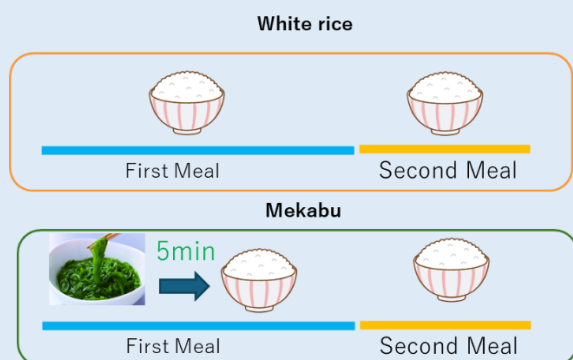 White rice
First Meal
Second Meal
Mekabu
5min
First Meal
Second Meal